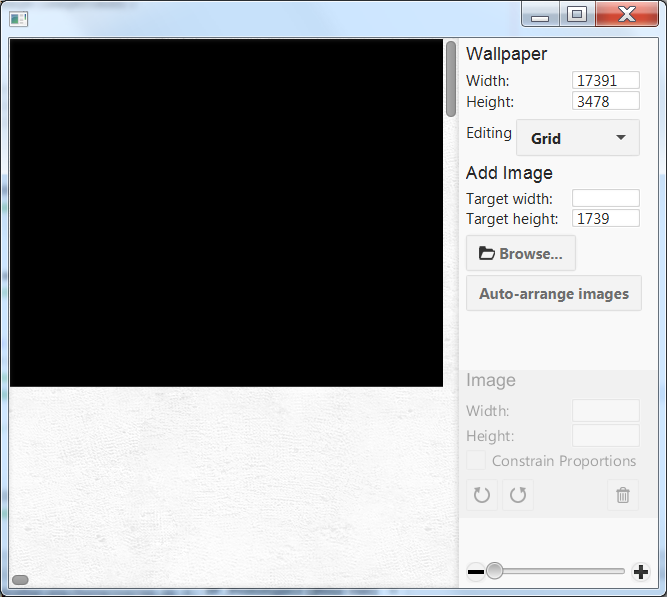 Wallpaper
Width: 17391
Height: 3478
Editing Grid
Add Image
Target width:
Target height: 1739
Browse...
Auto-arrange images
Image
Width:
Height:
Constrain Proportions